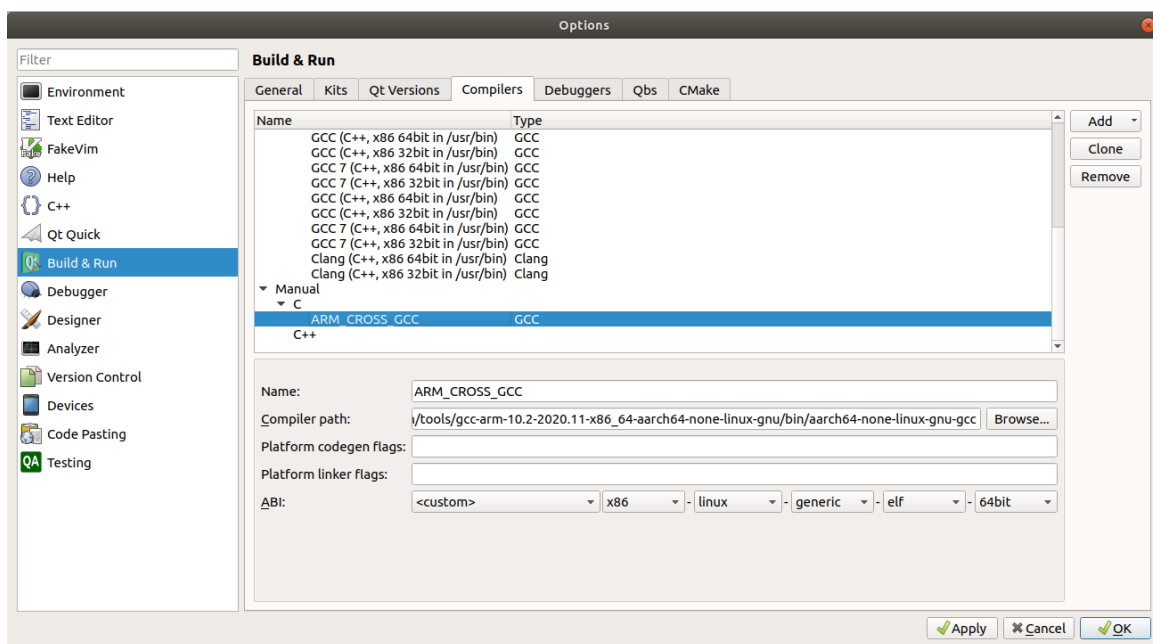 Options
Filter
Build & Run
Environment
Text Editor
FakeVim
Help
C++
Qt Quick
Build & Run
Debugger
Designer
Analyzer
Version Control
Devices
Code Pasting
QA Testing
General Kits Qt Versions Compilers Debuggers Qbs CMake
Name Type
GCC (C++, x86 64bit in /usr/bin) GCC
GCC (C++, x86 32bit in /usr/bin) GCC
GCC 7 (C++, x86 64bit in /usr/bin) GCC
GCC 7 (C++, x86 32bit in /usr/bin) GCC
GCC (C++, x86 64bit in /usr/bin) GCC
GCC (C++, x86 32bit in /usr/bin) GCC
GCC 7 (C++, x86 64bit in /usr/bin) GCC
GCC 7 (C++, x86 32bit in /usr/bin) GCC
Clang (C++, x86 64bit in /usr/bin) Clang
Clang (C++, x86 32bit in /usr/bin) Clang
Manual
C
ARM_CROSS_GCC GCC
C++
Add
Clone
Remove
Name: ARM_CROSS_GCC
Compiler path: /tools/gcc-arm-10.2-2020.11-x86_64-aarch64-none-linux-gnu/bin/aarch64-none-linux-gnu-gcc Browse...
Platform codegen flags:
Platform linker flags:
ABI: <custom> x86 - linux - generic - elf - 64bit
Apply Cancel OK